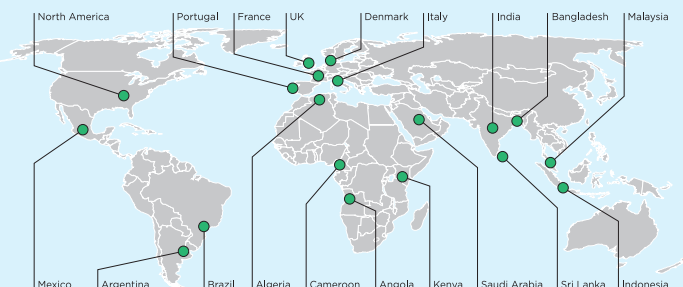 North America Portugal France UK Denmark Italy India Bangladesh Malaysia
Mexico Argentina Brazil Algeria Cameroon Angola Kenya Saudi Arabia Sri Lanka Indonesia